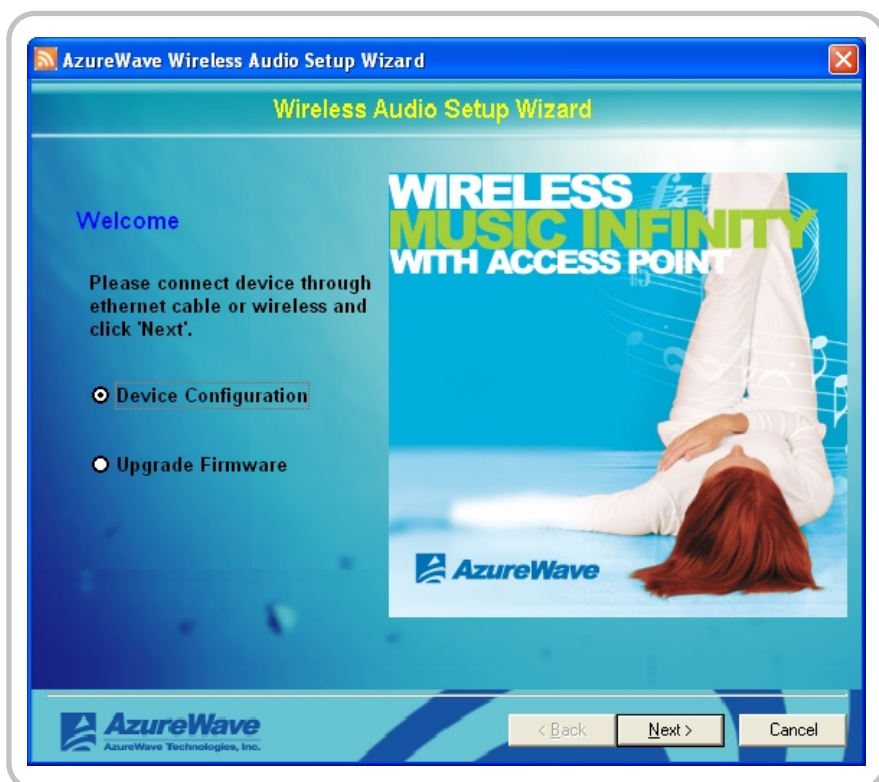 AzureWave Wireless Audio Setup Wizard
Wireless Audio Setup Wizard
Welcome
Please connect device through
ethernet cable or wireless and
click 'Next'.
Device Configuration
Upgrade Firmware
WIRELESS
MUSIC INFINITY
WITH ACCESS POINT
fz
AzureWave
AzureWave
AzureWave Technologies, Inc.
< Back
Next >
Cancel